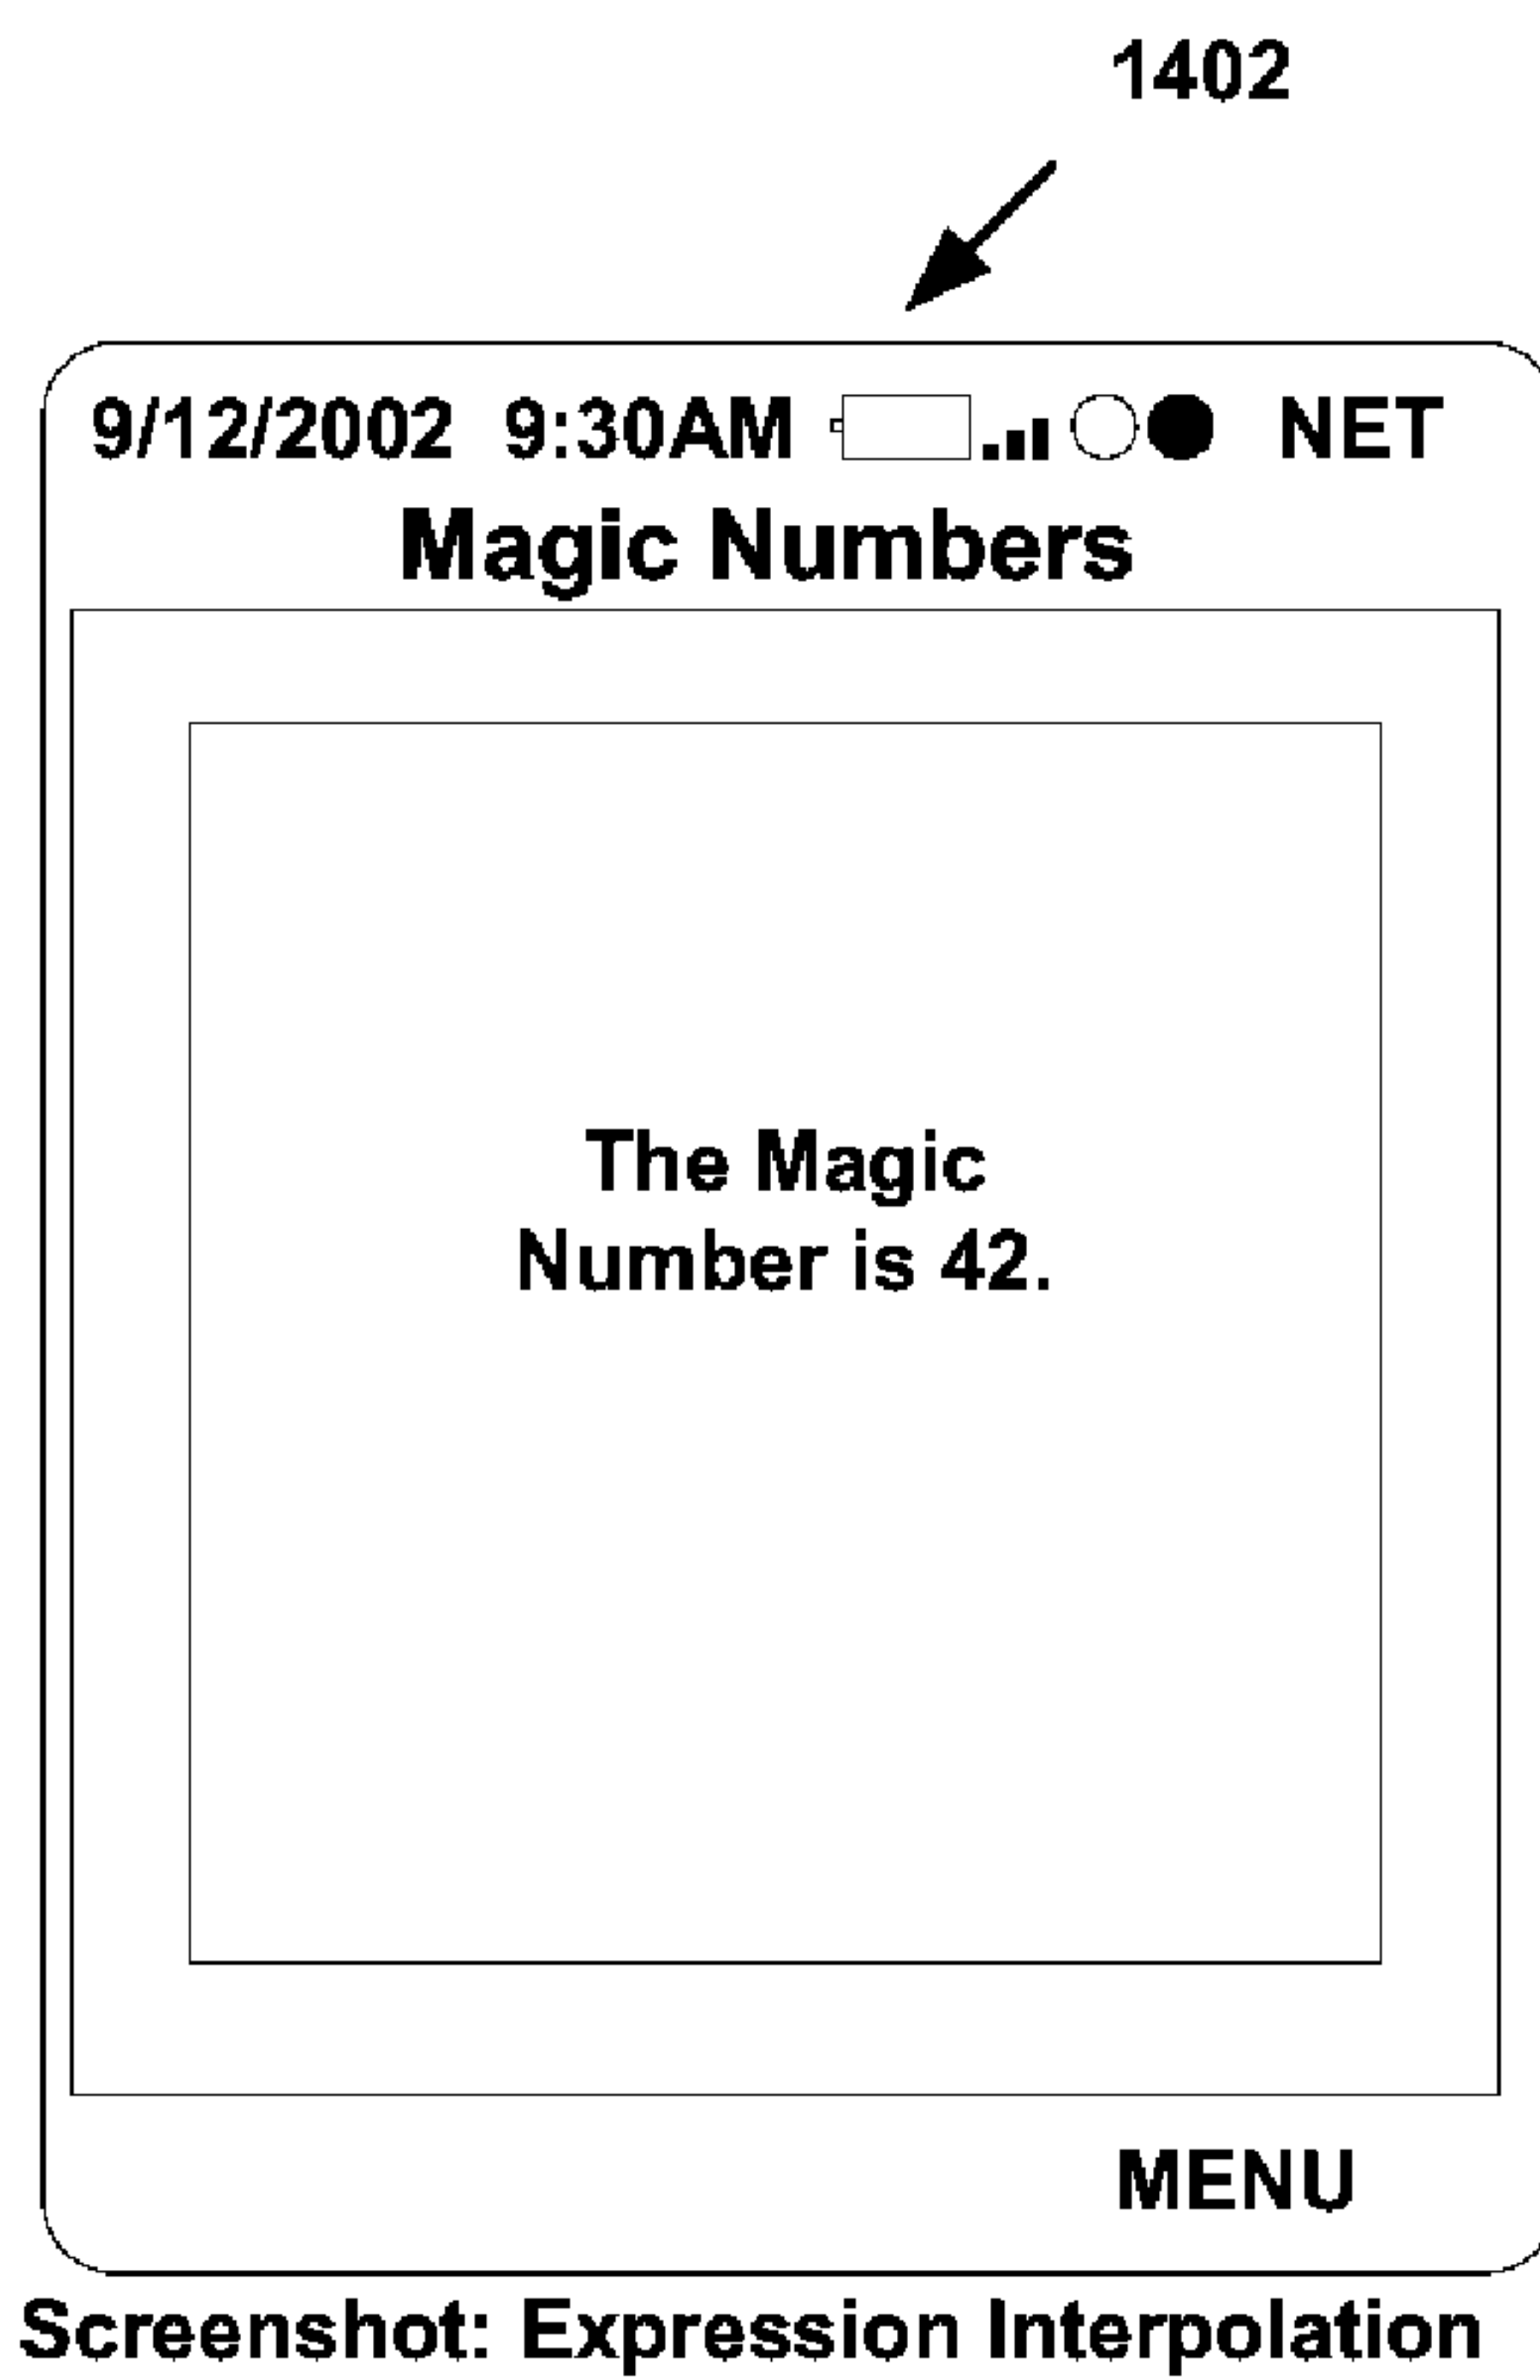 1402
9/12/2002 9:30AM NET
Magic Numbers
The Magic
Number is 42.
MENU
Screenshot: Expression Interpolation